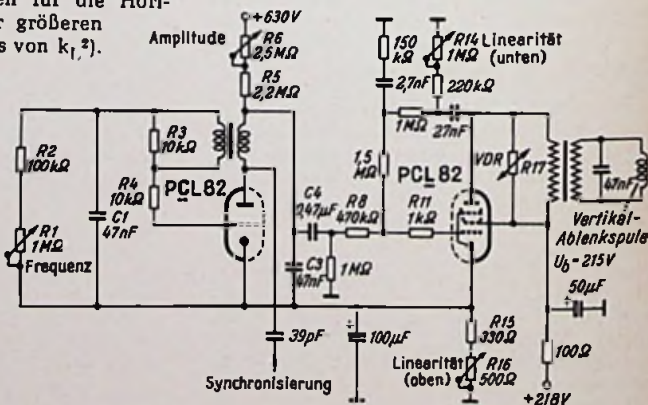 en für die Hori-
r größeren
s von k
+630V
Amplitude
R6
2,5MΩ
R5
2,2MΩ
R2
100kΩ
R3
10kΩ
R4
10kΩ
C1
47nF
R1
1MΩ
Frequenz
PCL82
C4
0,47µF
R8
470kΩ
R11
1kΩ
C3
47nF
1MΩ
39pF
100µF
Synchronisierung
150
kΩ
2,7nF
R14
1MΩ
Linearität
(unten)
220kΩ
1MΩ
27nF
1,5
MΩ
PCL82
VDR
R17
47nF
Vertikal-
Ablenkspule
Ub=215V
50µF
R15
330Ω
Linearität
(oben)
R16
500Ω
100Ω
+218V